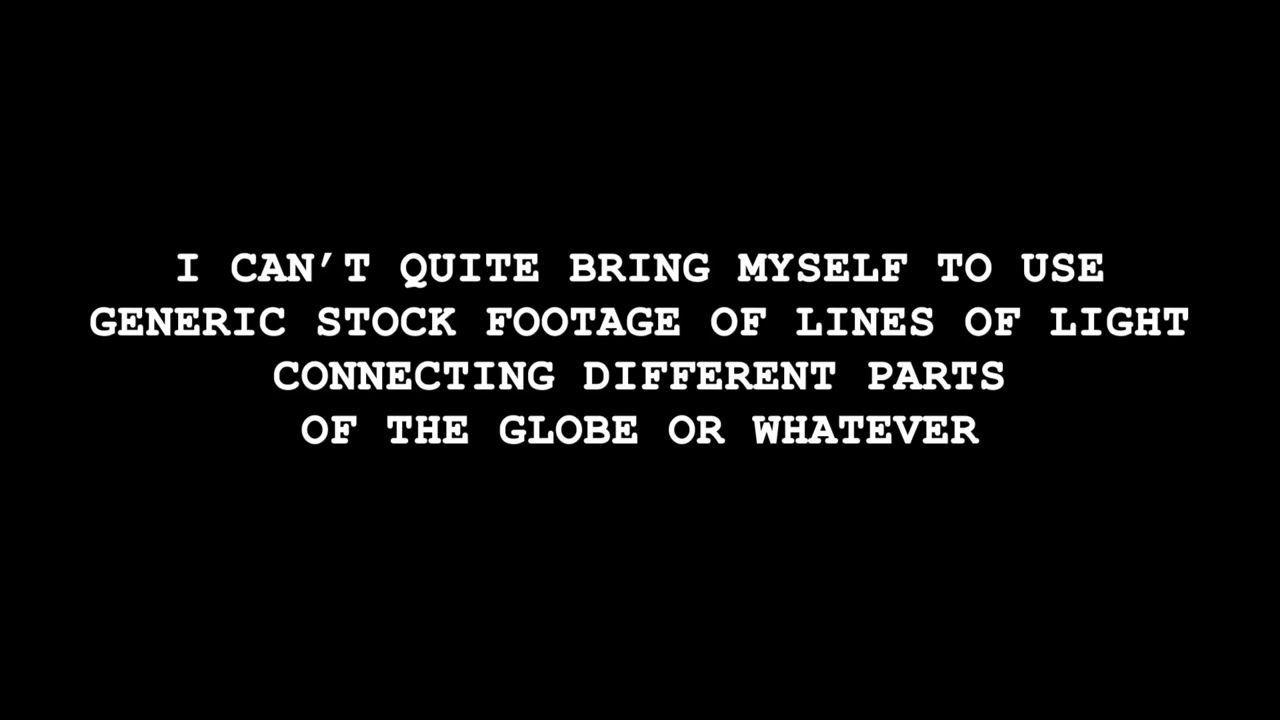 I CAN’T QUITE BRING MYSELF TO USE
GENERIC STOCK FOOTAGE OF LINES OF LIGHT
CONNECTING DIFFERENT PARTS
OF THE GLOBE OR WHATEVER